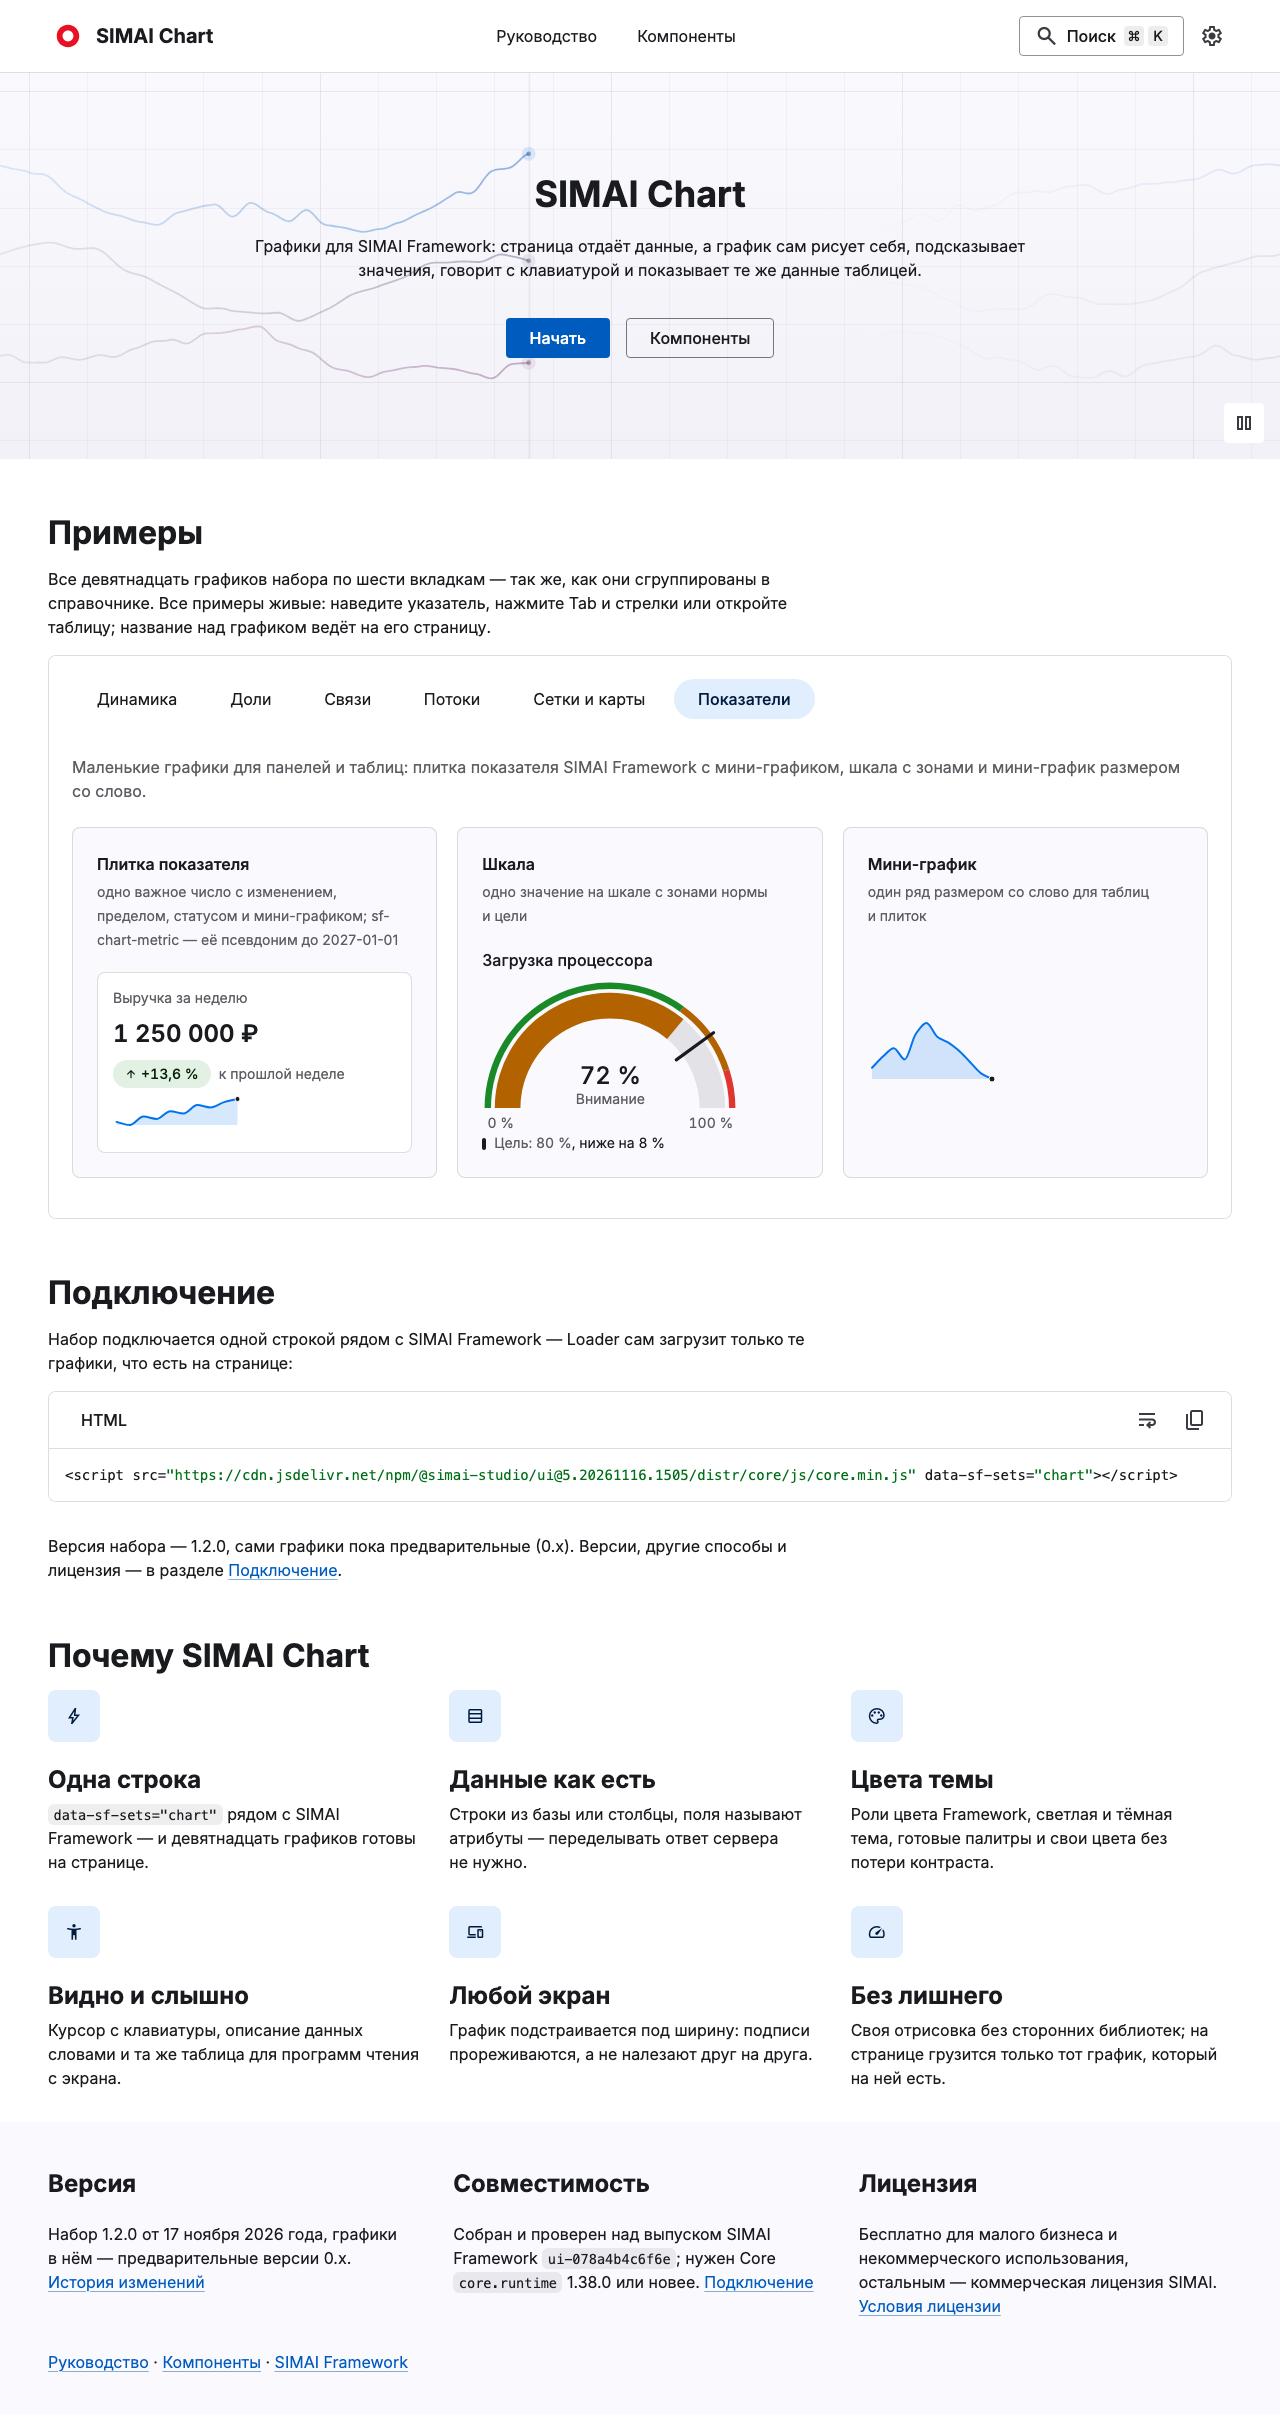 SIMAI Chart
Руководство
Компоненты
Поиск ⌘ K
SIMAI Chart
Графики для SIMAI Framework: страница отдаёт данные, а график сам рисует себя, подсказывает
значения, говорит с клавиатурой и показывает те же данные таблицей.
Начать
Компоненты
Примеры
Все девятнадцать графиков набора по шести вкладкам — так же, как они сгруппированы в
справочнике. Все примеры живые: наведите указатель, нажмите Tab и стрелки или откройте
таблицу; название над графиком ведёт на его страницу.
Динамика
Доли
Связи
Потоки
Сетки и карты
Показатели
Маленькие графики для панелей и таблиц: плитка показателя SIMAI Framework с мини-графиком, шкала с зонами и мини-график размером
со слово.
Плитка показателя
одно важное число с изменением,
пределом, статусом и мини-графиком; sf-
chart-metric — её псевдоним до 2027-01-01
Выручка за неделю
1 250 000 ₽
↑ +13,6 % к прошлой неделе
Шкала
одно значение на шкале с зонами нормы
и цели
Загрузка процессора
72 %
Внимание
0 %
100 %
Цель: 80 %, ниже на 8 %
Мини-график
один ряд размером со слово для таблиц
и плиток
Подключение
Набор подключается одной строкой рядом с SIMAI Framework — Loader сам загрузит только те
графики, что есть на странице:
HTML
<script src="https://cdn.jsdelivr.net/npm/@simai-studio/ui@5.20261116.1505/distr/core/js/core.min.js" data-sf-sets="chart"></script>
Версия набора — 1.2.0, сами графики пока предварительные (0.x). Версии, другие способы и
лицензия — в разделе Подключение.
Почему SIMAI Chart
Одна строка
data-sf-sets="chart" рядом с SIMAI
Framework — и девятнадцать графиков готовы
на странице.
Данные как есть
Строки из базы или столбцы, поля называют
атрибуты — переделывать ответ сервера
не нужно.
Цвета темы
Роли цвета Framework, светлая и тёмная
тема, готовые палитры и свои цвета без
потери контраста.
Видно и слышно
Курсор с клавиатуры, описание данных
словами и та же таблица для программ чтения
с экрана.
Любой экран
График подстраивается под ширину: подписи
прореживаются, а не налезают друг на друга.
Без лишнего
Своя отрисовка без сторонних библиотек; на
странице грузится только тот график, который
на ней есть.
Версия
Набор 1.2.0 от 17 ноября 2026 года, графики
в нём — предварительные версии 0.x.
История изменений
Совместимость
Собран и проверен над выпуском SIMAI
Framework ui-078a4b4c6f6e; нужен Core
core.runtime 1.38.0 или новее. Подключение
Лицензия
Бесплатно для малого бизнеса и
некоммерческого использования,
остальным — коммерческая лицензия SIMAI.
Условия лицензии
Руководство · Компоненты · SIMAI Framework